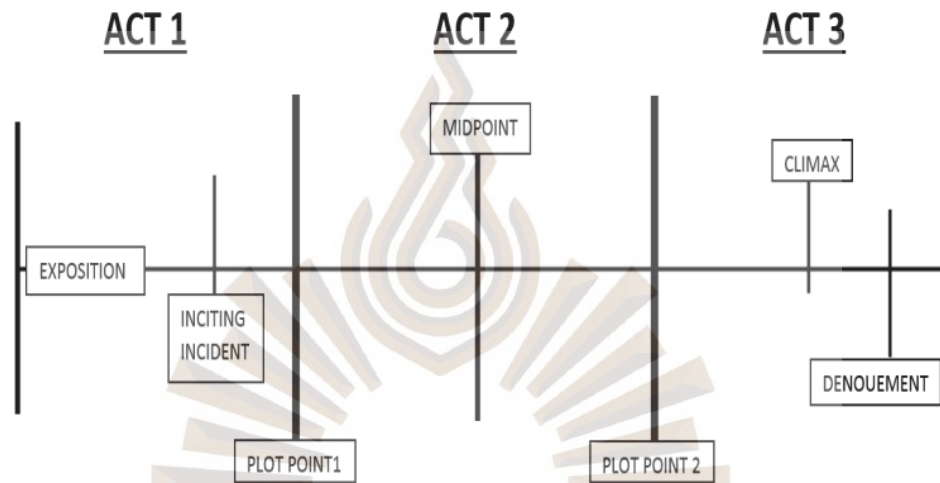 ACT 1
ACT 2
ACT 3
MIDPOINT
CLIMAX
EXPOSITION
INCITING
INCIDENT
DENOUEMENT
PLOT POINT1
PLOT POINT 2